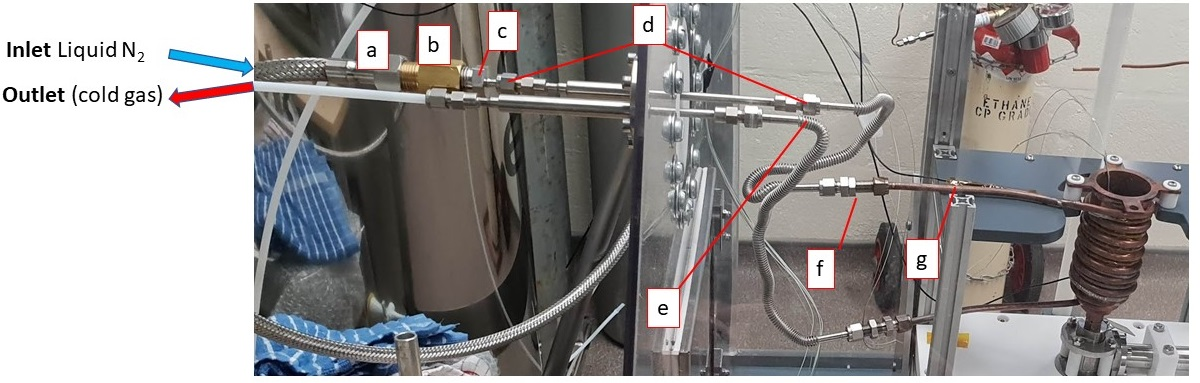 Inlet Liquid N₂
Outlet (cold gas)
a
b
c
d
e
f
g
ETHANE
CP GRADE